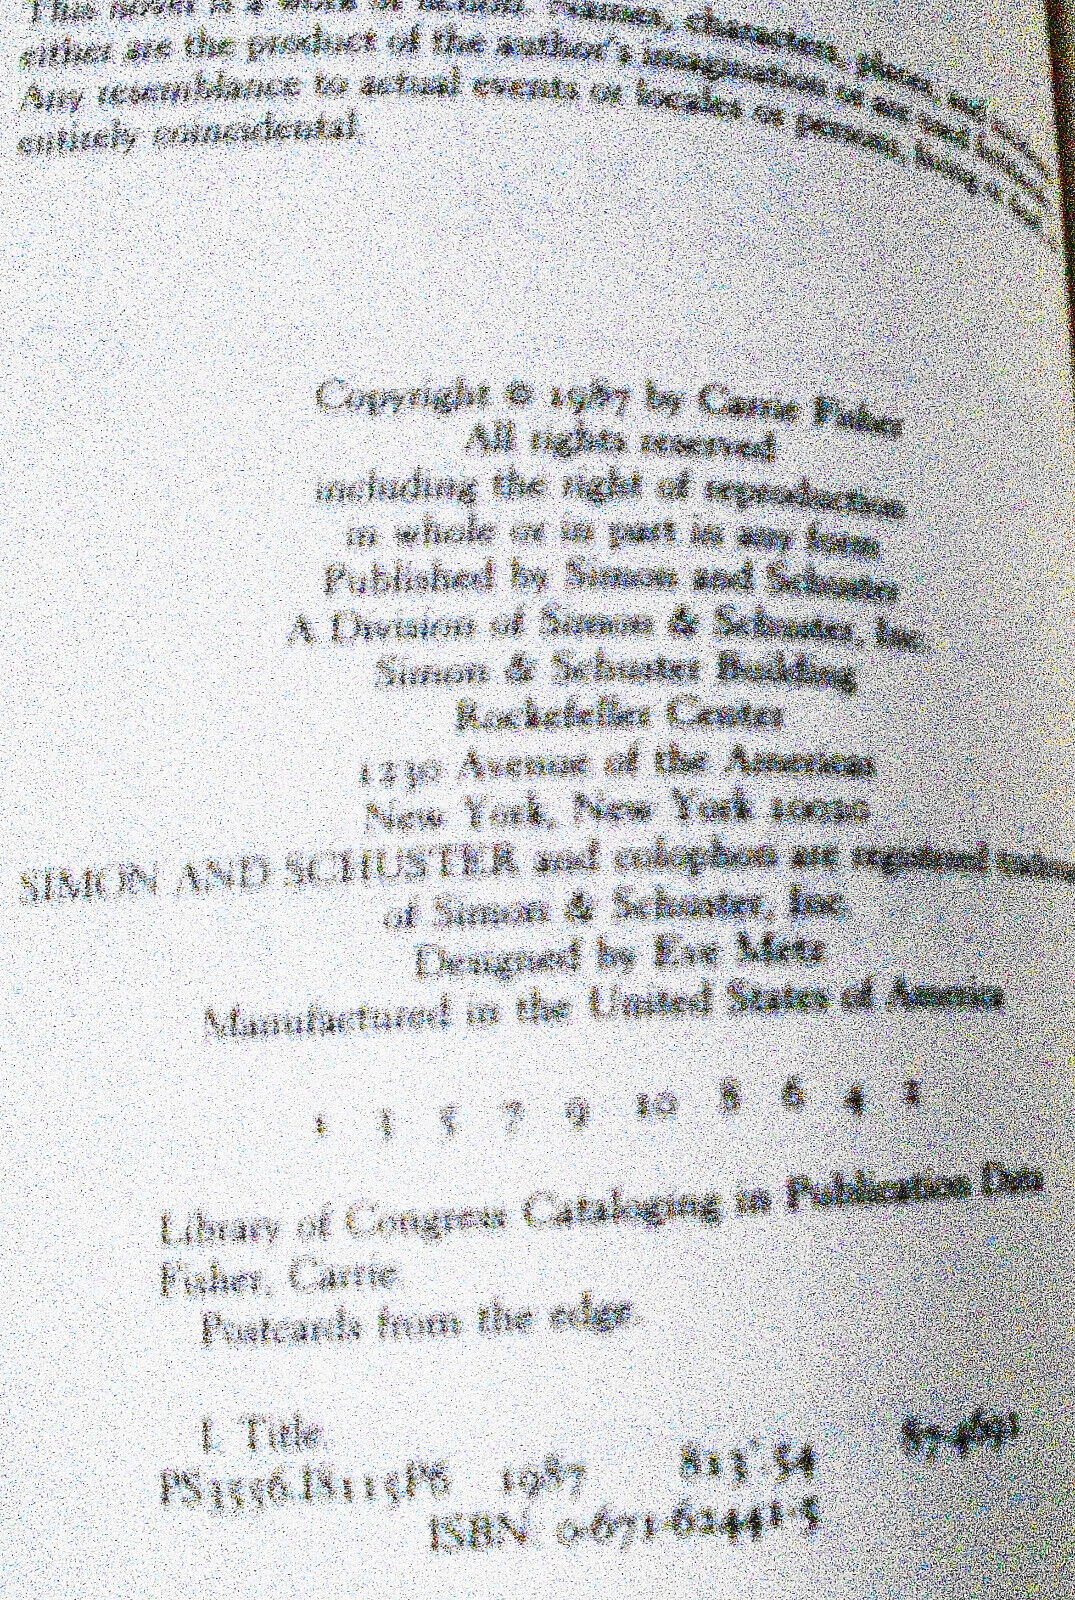 This novel is a work of fiction. Names, characters, places, and
either are the product of the author's imagination or are used
Any resemblance to actual events or locales or persons, living or
entirely coincidental.
Copyright © 1987 by Carrie Fisher
All rights reserved
including the right of reproduction
in whole or in part in any form
Published by Simon and Schuster
A Division of Simon & Schuster, Inc.
Simon & Schuster Building
Rockefeller Center
1230 Avenue of the Americas
New York, New York 10020
SIMON AND SCHUSTER and colophon are registered
of Simon & Schuster, Inc.
Designed by Eve Metz
Manufactured in the United States of America
1 3 5 7 9 10 8 6 4 2
Library of Congress Cataloging in Publication Data
Fisher, Carrie.
Postcards from the edge.
I. Title.
1987 813'.54
ISBN 0-671-62441-5